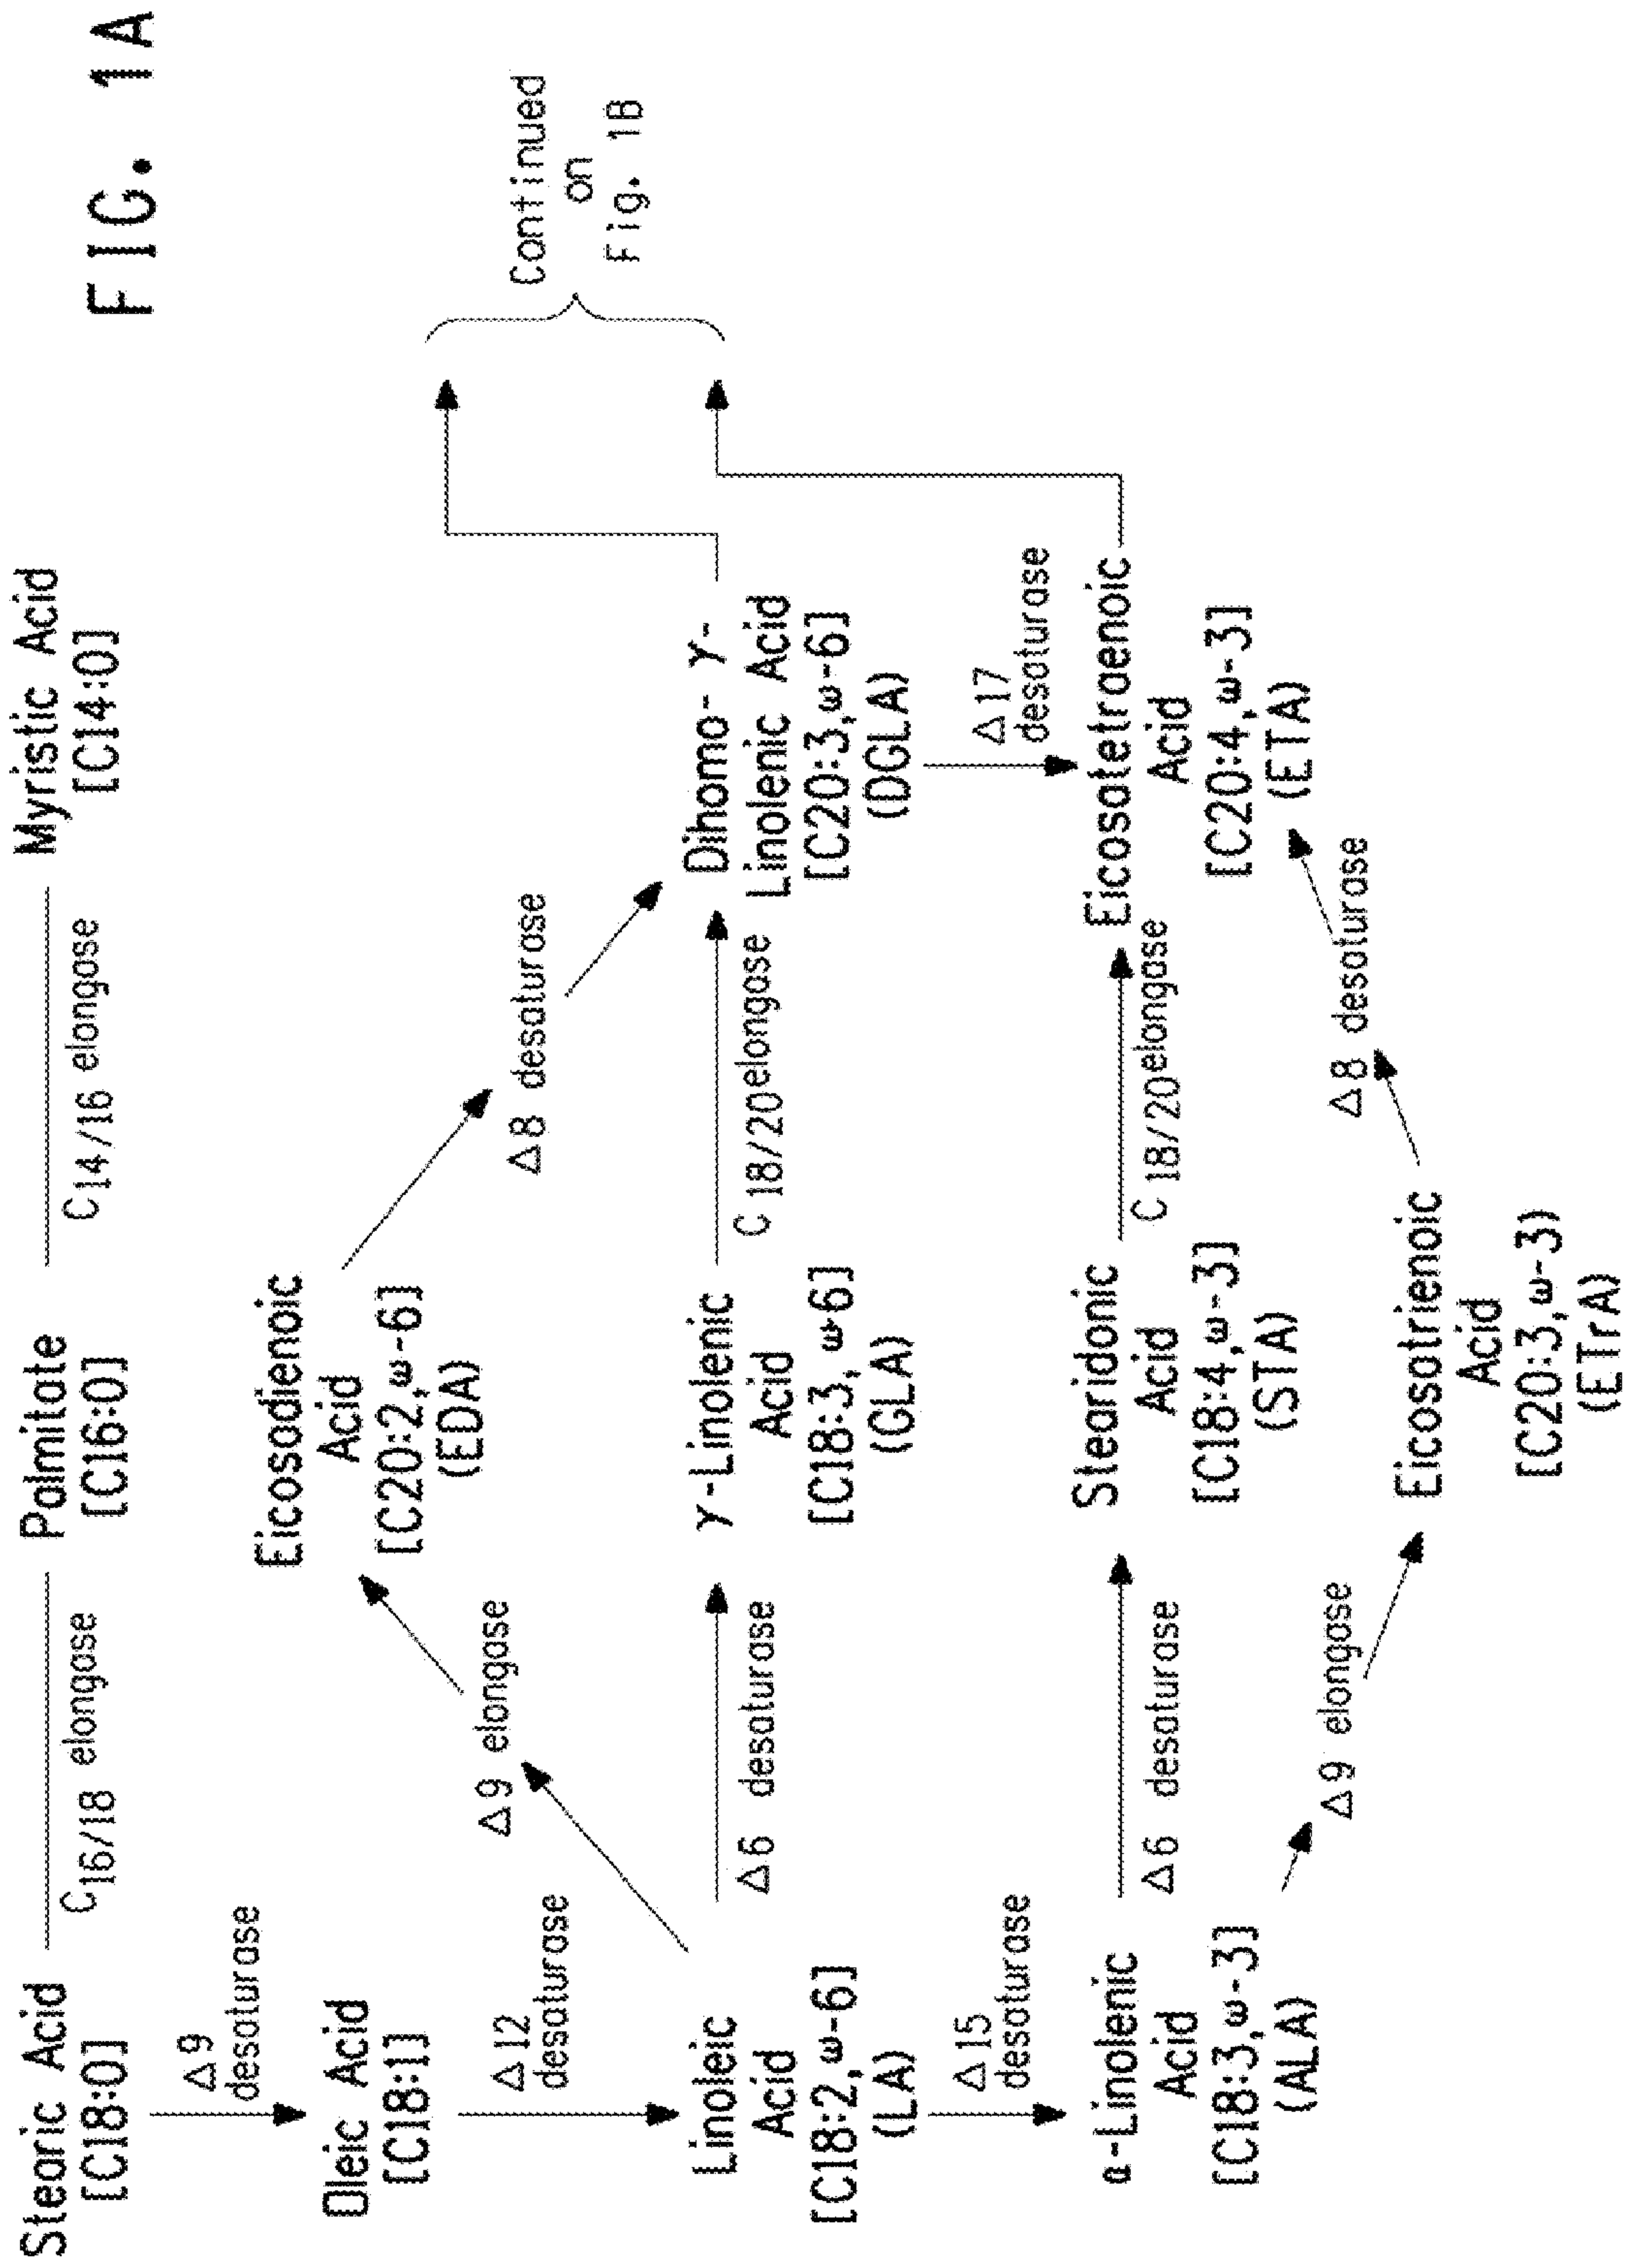 FIG. 1A
Stearic Acid
[C18:0]
C16/18 elongase
Palmitate
[C16:0]
C14/16 elongase
Myristic Acid
[C14:0]
Δ9
desaturase
Oleic Acid
[C18:1]
Δ12
desaturase
Eicosadienoic
Acid
[C20:2,ω-6]
(EDA)
Δ9 elongase
Δ8 desaturase
Linoleic
Acid
[C18:2,ω-6]
(LA)
Δ6 desaturase
γ-Linolenic
Acid
[C18:3,ω-6]
(GLA)
C 18/20 elongase
Dihomo-γ-
Linolenic Acid
[C20:3,ω-6]
(DGLA)
Continued
on
Fig. 1B
Δ15
desaturase
Δ17
desaturase
α-Linolenic
Acid
[C18:3,ω-3]
(ALA)
Δ6 desaturase
Stearidonic
Acid
[C18:4,ω-3]
(STA)
C 18/20 elongase
Eicosatetraenoic
Acid
[C20:4,ω-3]
(ETA)
Δ9 elongase
Δ8 desaturase
Eicosatrienoic
Acid
[C20:3,ω-3)
(ETrA)